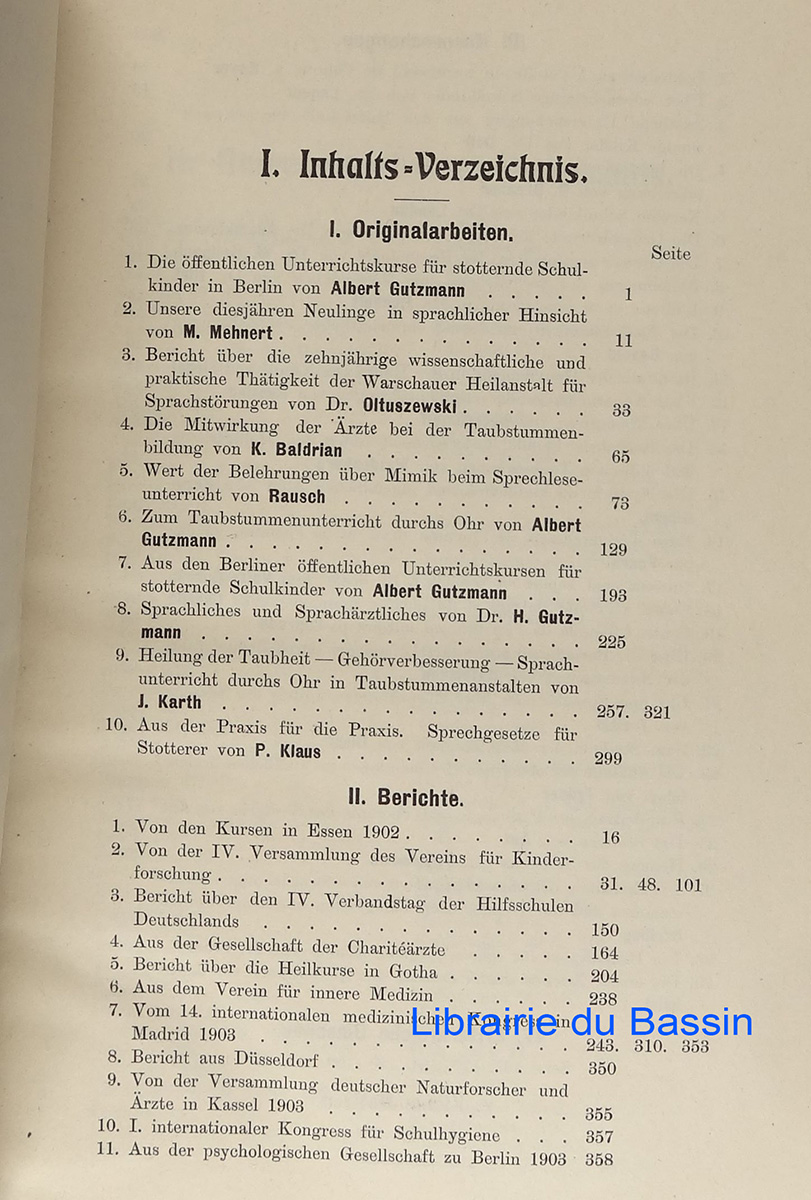 I. Inhalts-Verzeichnis.
I. Originalarbeiten.
Seite
1. Die öffentlichen Unterrichtskurse für stotternde Schul-
kinder in Berlin von Albert Gutzmann . . . . . 1
2. Unsere diesjähren Neulinge in sprachlicher Hinsicht
von M. Mehnert . . . . . . . . . . . . . . 11
3. Bericht über die zehnjährige wissenschaftliche und
praktische Thätigkeit der Warschauer Heilanstalt für
Sprachstörungen von Dr. Oltuszewski . . . . . . 33
4. Die Mitwirkung der Ärzte bei der Taubstummen-
bildung von K. Baldrian . . . . . . . . . . 65
5. Wert der Belehrungen über Mimik beim Sprechlese-
unterricht von Rausch . . . . . . . . . . . 73
6. Zum Taubstummenunterricht durchs Ohr von Albert
Gutzmann . . . . . . . . . . . . . . . . 129
7. Aus den Berliner öffentlichen Unterrichtskursen für
stotternde Schulkinder von Albert Gutzmann . . . 193
8. Sprachliches und Sprachärztliches von Dr. H. Gutz-
mann . . . . . . . . . . . . . . . . . 225
9. Heilung der Taubheit — Gehörverbesserung — Sprach-
unterricht durchs Ohr in Taubstummenanstalten von
J. Karth . . . . . . . . . . . . . . . . 257. 321
10. Aus der Praxis für die Praxis. Sprechgesetze für
Stotterer von P. Klaus . . . . . . . . . . . 299
II. Berichte.
1. Von den Kursen in Essen 1902 . . . . . . . . 16
2. Von der IV. Versammlung des Vereins für Kinder-
forschung . . . . . . . . . . . . . . . . 31. 48. 101
3. Bericht über den IV. Verbandstag der Hilfsschulen
Deutschlands . . . . . . . . . . . . . . 150
4. Aus der Gesellschaft der Charitéärzte . . . . . 164
5. Bericht über die Heilkurse in Gotha . . . . . . 204
6. Aus dem Verein für innere Medizin . . . . . . 238
7. Vom 14. internationalen medizinischen Kongress in
Madrid 1903 . . . . . . . . . . . . . . 243. 310. 353
8. Bericht aus Düsseldorf . . . . . . . . . . . 350
9. Von der Versammlung deutscher Naturforscher und
Ärzte in Kassel 1903 . . . . . . . . . . . 355
10. I. internationaler Kongress für Schulhygiene . . . 357
11. Aus der psychologischen Gesellschaft zu Berlin 1903 358
Librairie du Bassin